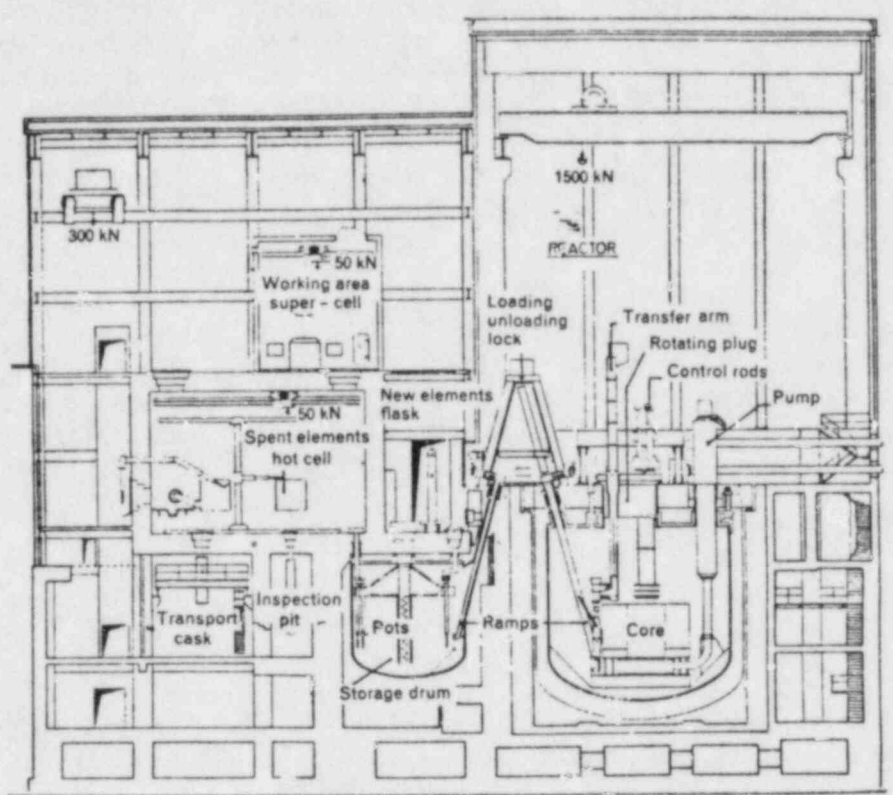 1500 kN
300 kN
REACTOR
50 kN
Working area
super - cell
Loading
unloading
lock
Transfer arm
Rotating plug
Control rods
Pump
New elements
flask
50 kN
Spent elements
hot cell
Transport
cask
Inspection
pit
Pots
Ramps
Core
Storage drum